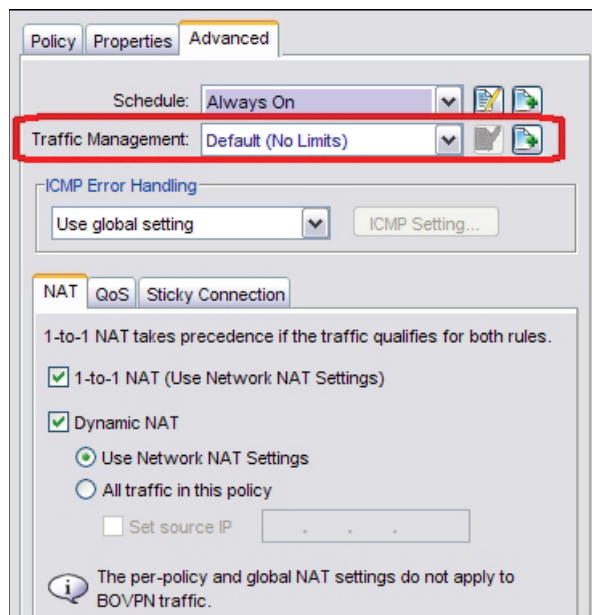 Policy Properties Advanced
Schedule: Always On
Traffic Management: Default (No Limits)
ICMP Error Handling
Use global setting ICMP Setting...
NAT QoS Sticky Connection
1-to-1 NAT takes precedence if the traffic qualifies for both rules.
1-to-1 NAT (Use Network NAT Settings)
Dynamic NAT
Use Network NAT Settings
All traffic in this policy
Set source IP . . .
The per-policy and global NAT settings do not apply to
BOVPN traffic.